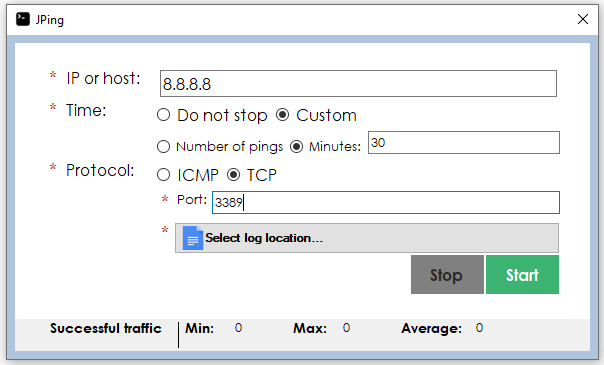 JPing
* IP or host: 8.8.8.8
* Time: Do not stop Custom
Number of pings Minutes: 30
* Protocol: ICMP TCP
* Port: 3389
* Select log location...
Stop Start
Successful traffic Min: 0 Max: 0 Average: 0